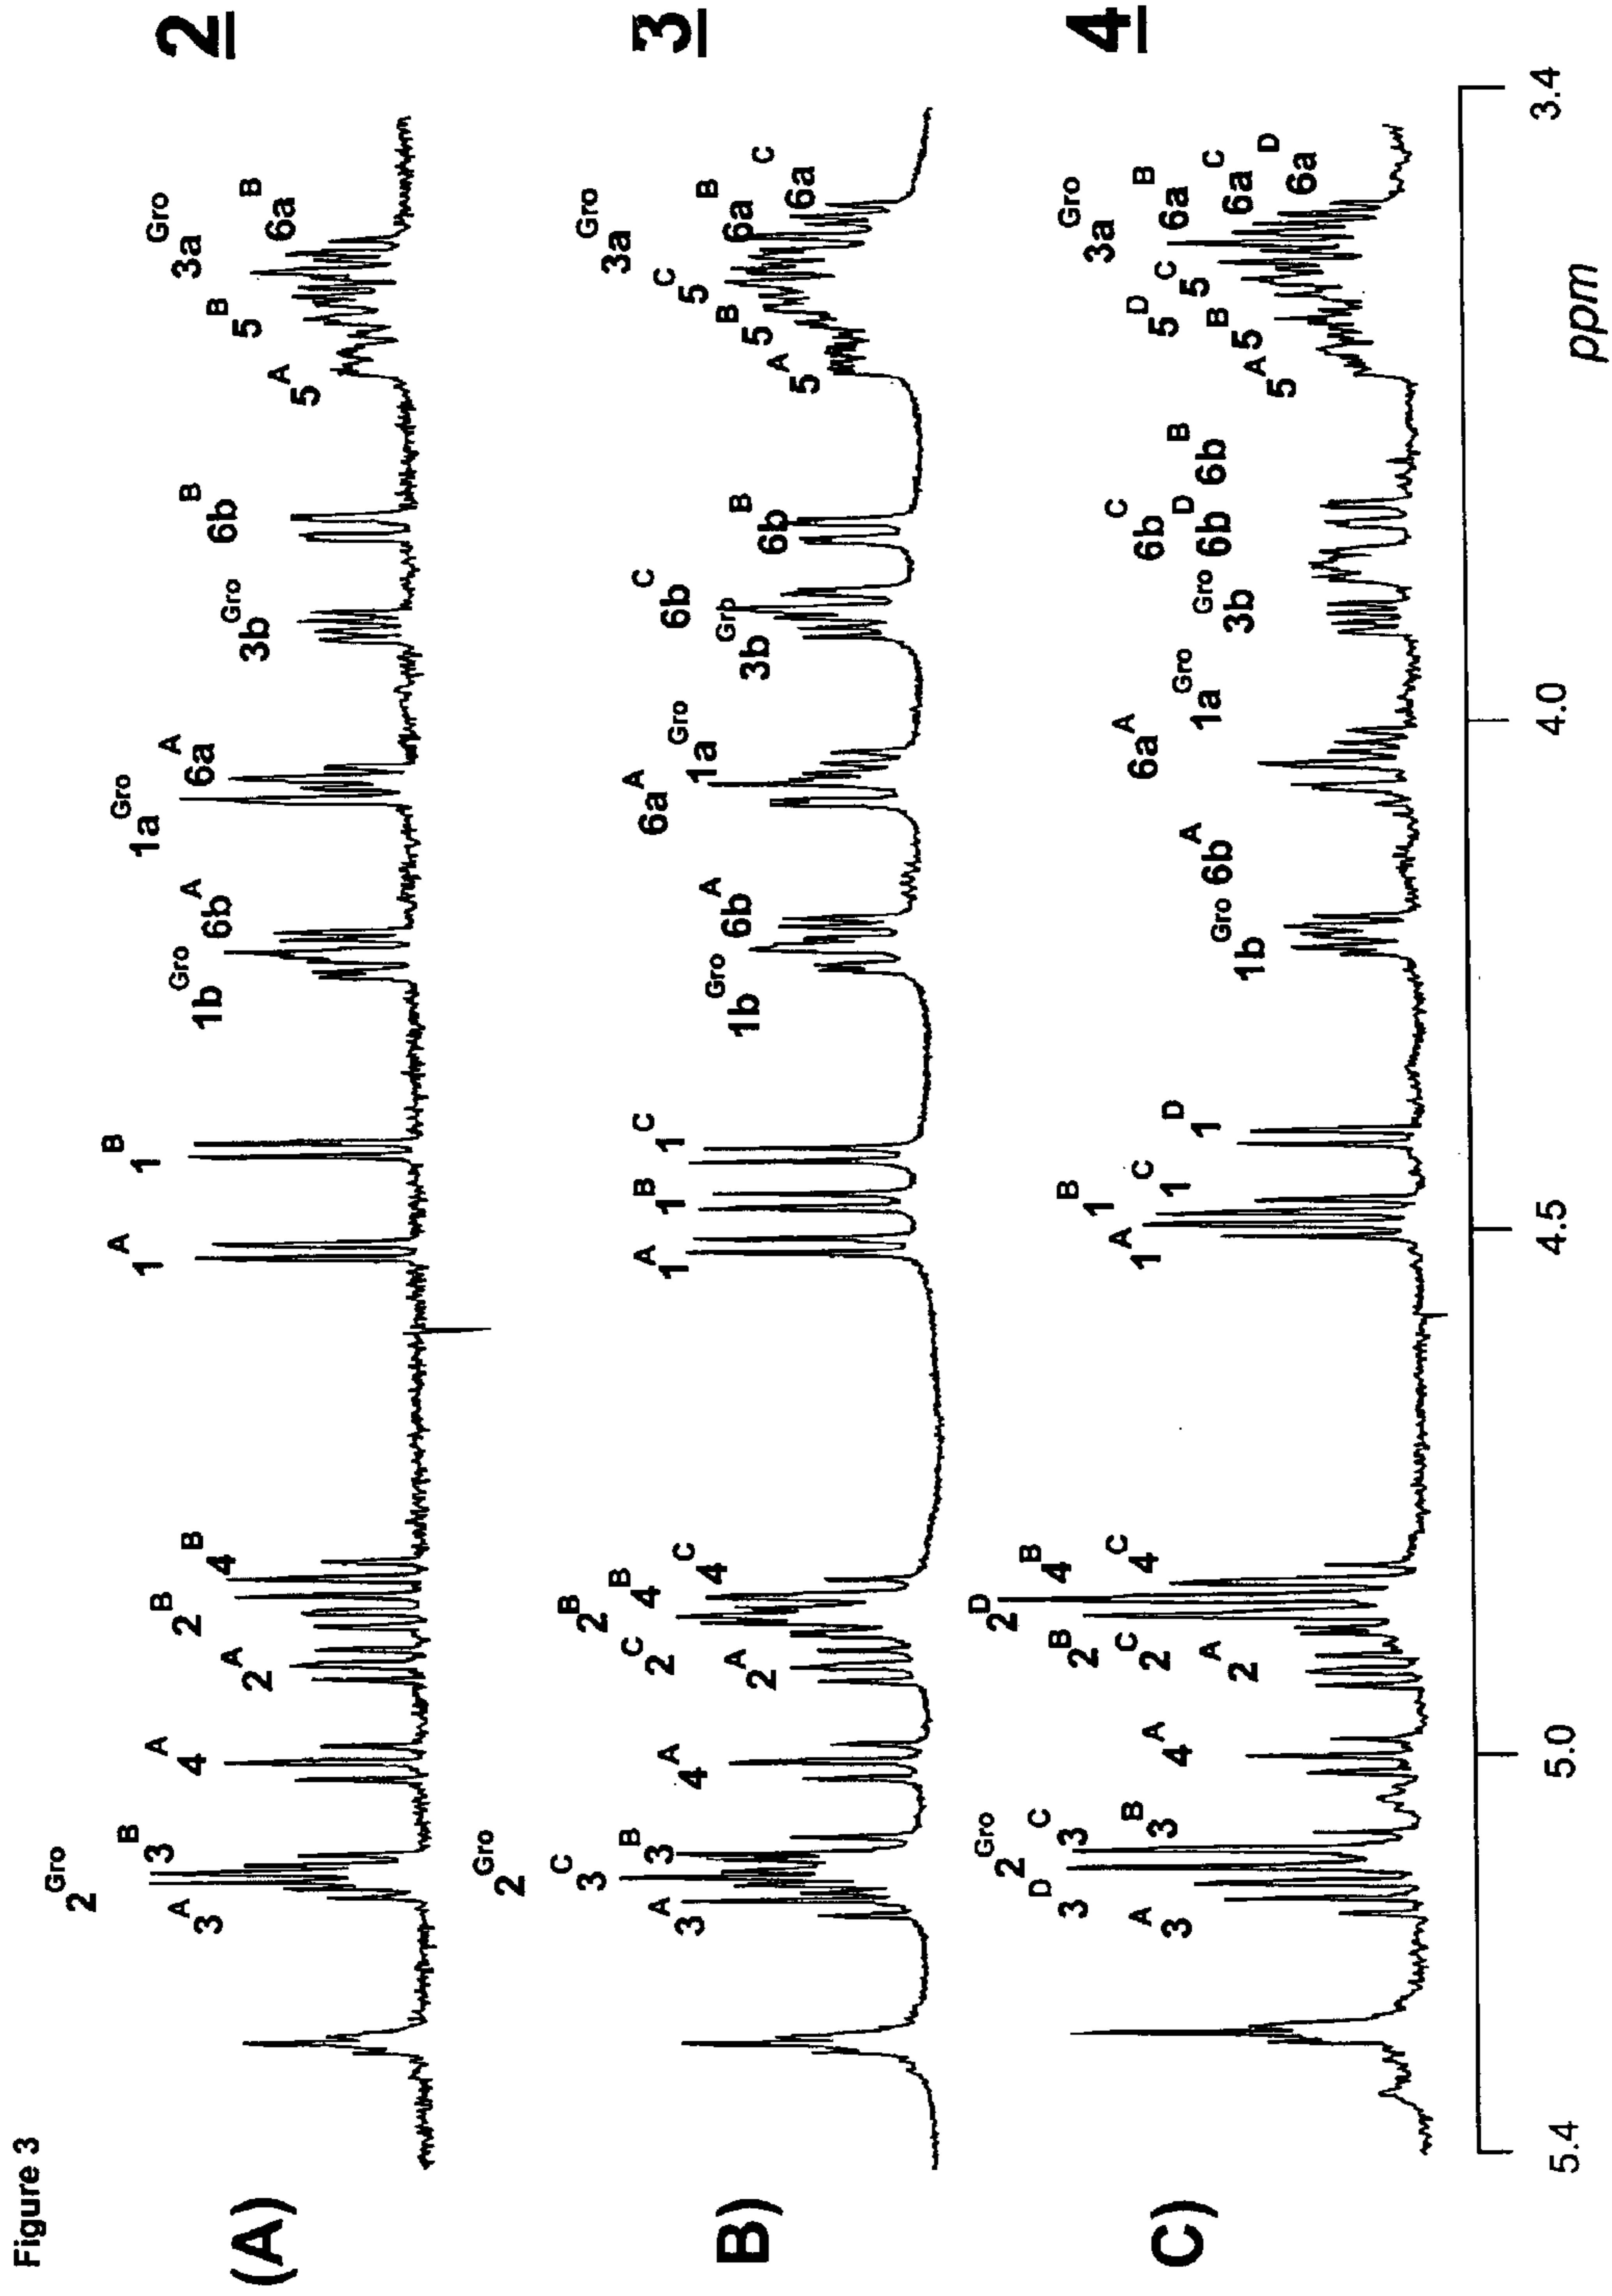 Figure 3
(A)
2 Gro
3 A
3 B
4 A
2 A
2 B
4 B
1 A
1 B
1b Gro
6b A
1a Gro
6a A
3b Gro
6b B
5 A
5 B
3a Gro
6a B
2
B)
2 Gro
3 C
3 A
3 B
4 A
2 A
2 C
2 B
4 B
4 C
1 A
1 B
1 C
1b Gro
6b A
6a A
1a Gro
3b Gro
6b C
6b B
5 A
5 B
5 C
3a Gro
6a B
6a C
3
C)
3 A
3 D
2 Gro
3 C
3 B
4 A
2 A
2 C
2 B
2 D
4 B
4 C
1 A
1 B
1 C
1 D
1b Gro
6b A
6a A
1a Gro
3b Gro
6b C
6b D
6b B
5 A
5 B
5 D
5 C
3a Gro
6a B
6a C
6a D
4
5.4
5.0
4.5
4.0
3.4
ppm